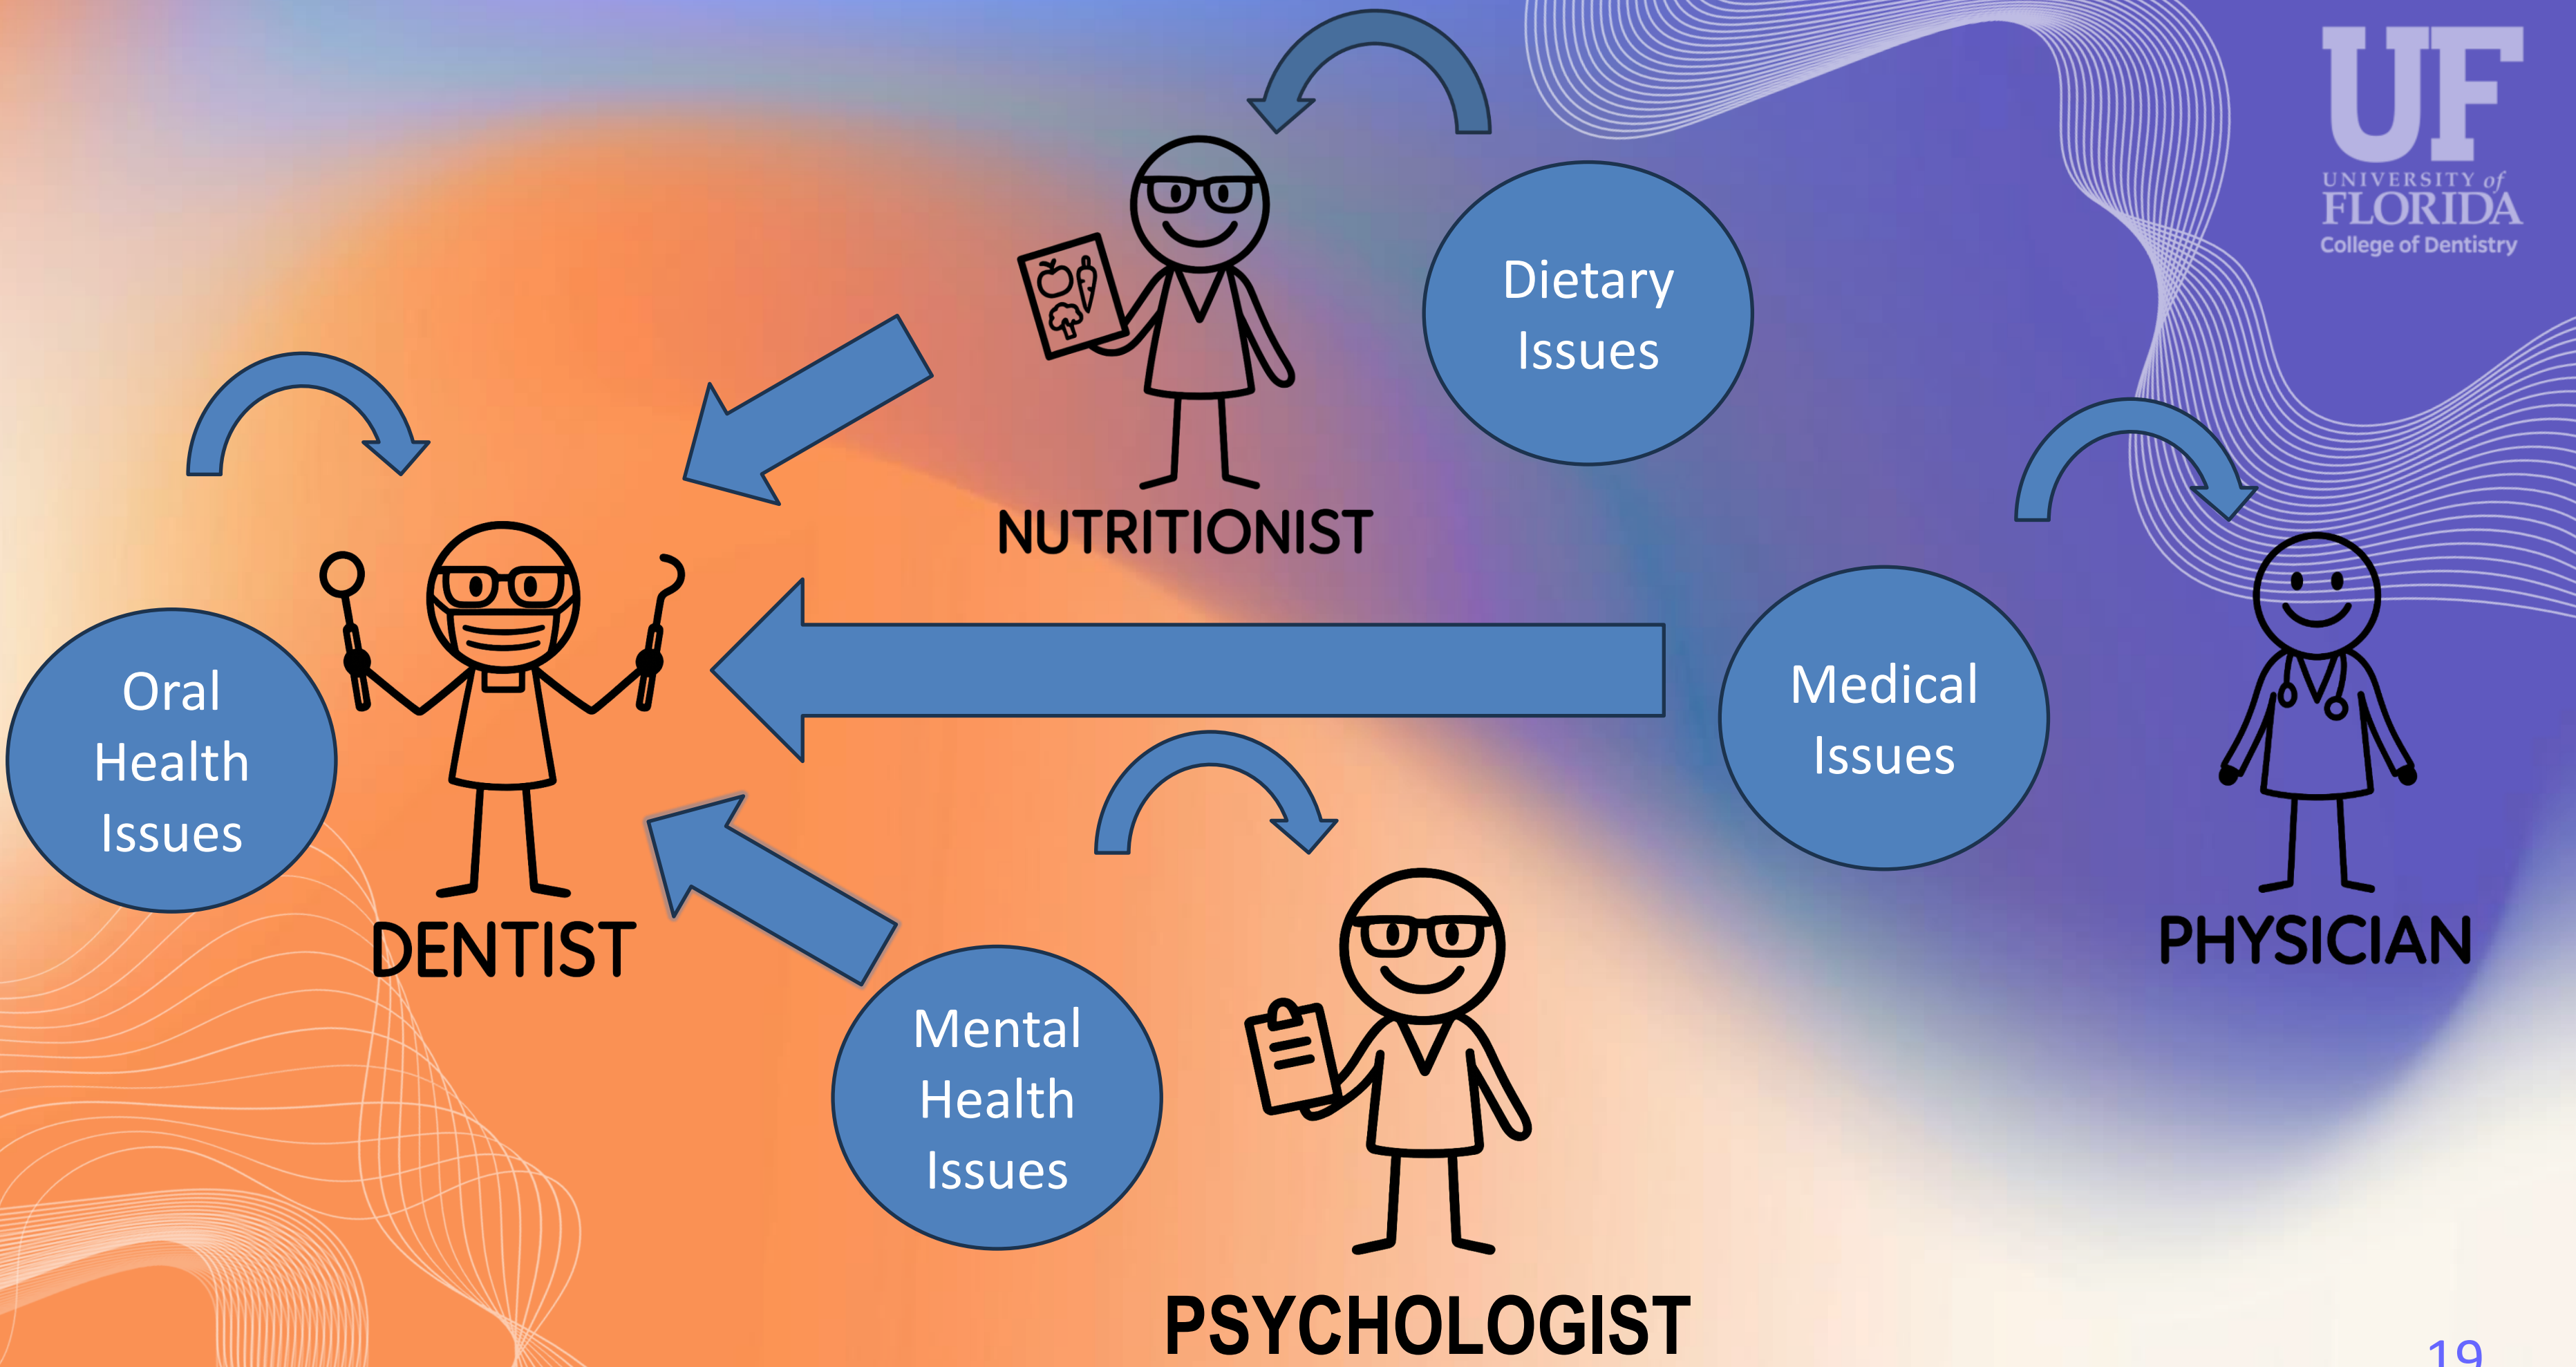 UF
UNIVERSITY of
FLORIDA
College of Dentistry
Dietary
Issues
NUTRITIONIST
Oral
Health
Issues
DENTIST
Medical
Issues
PHYSICIAN
Mental
Health
Issues
PSYCHOLOGIST
19